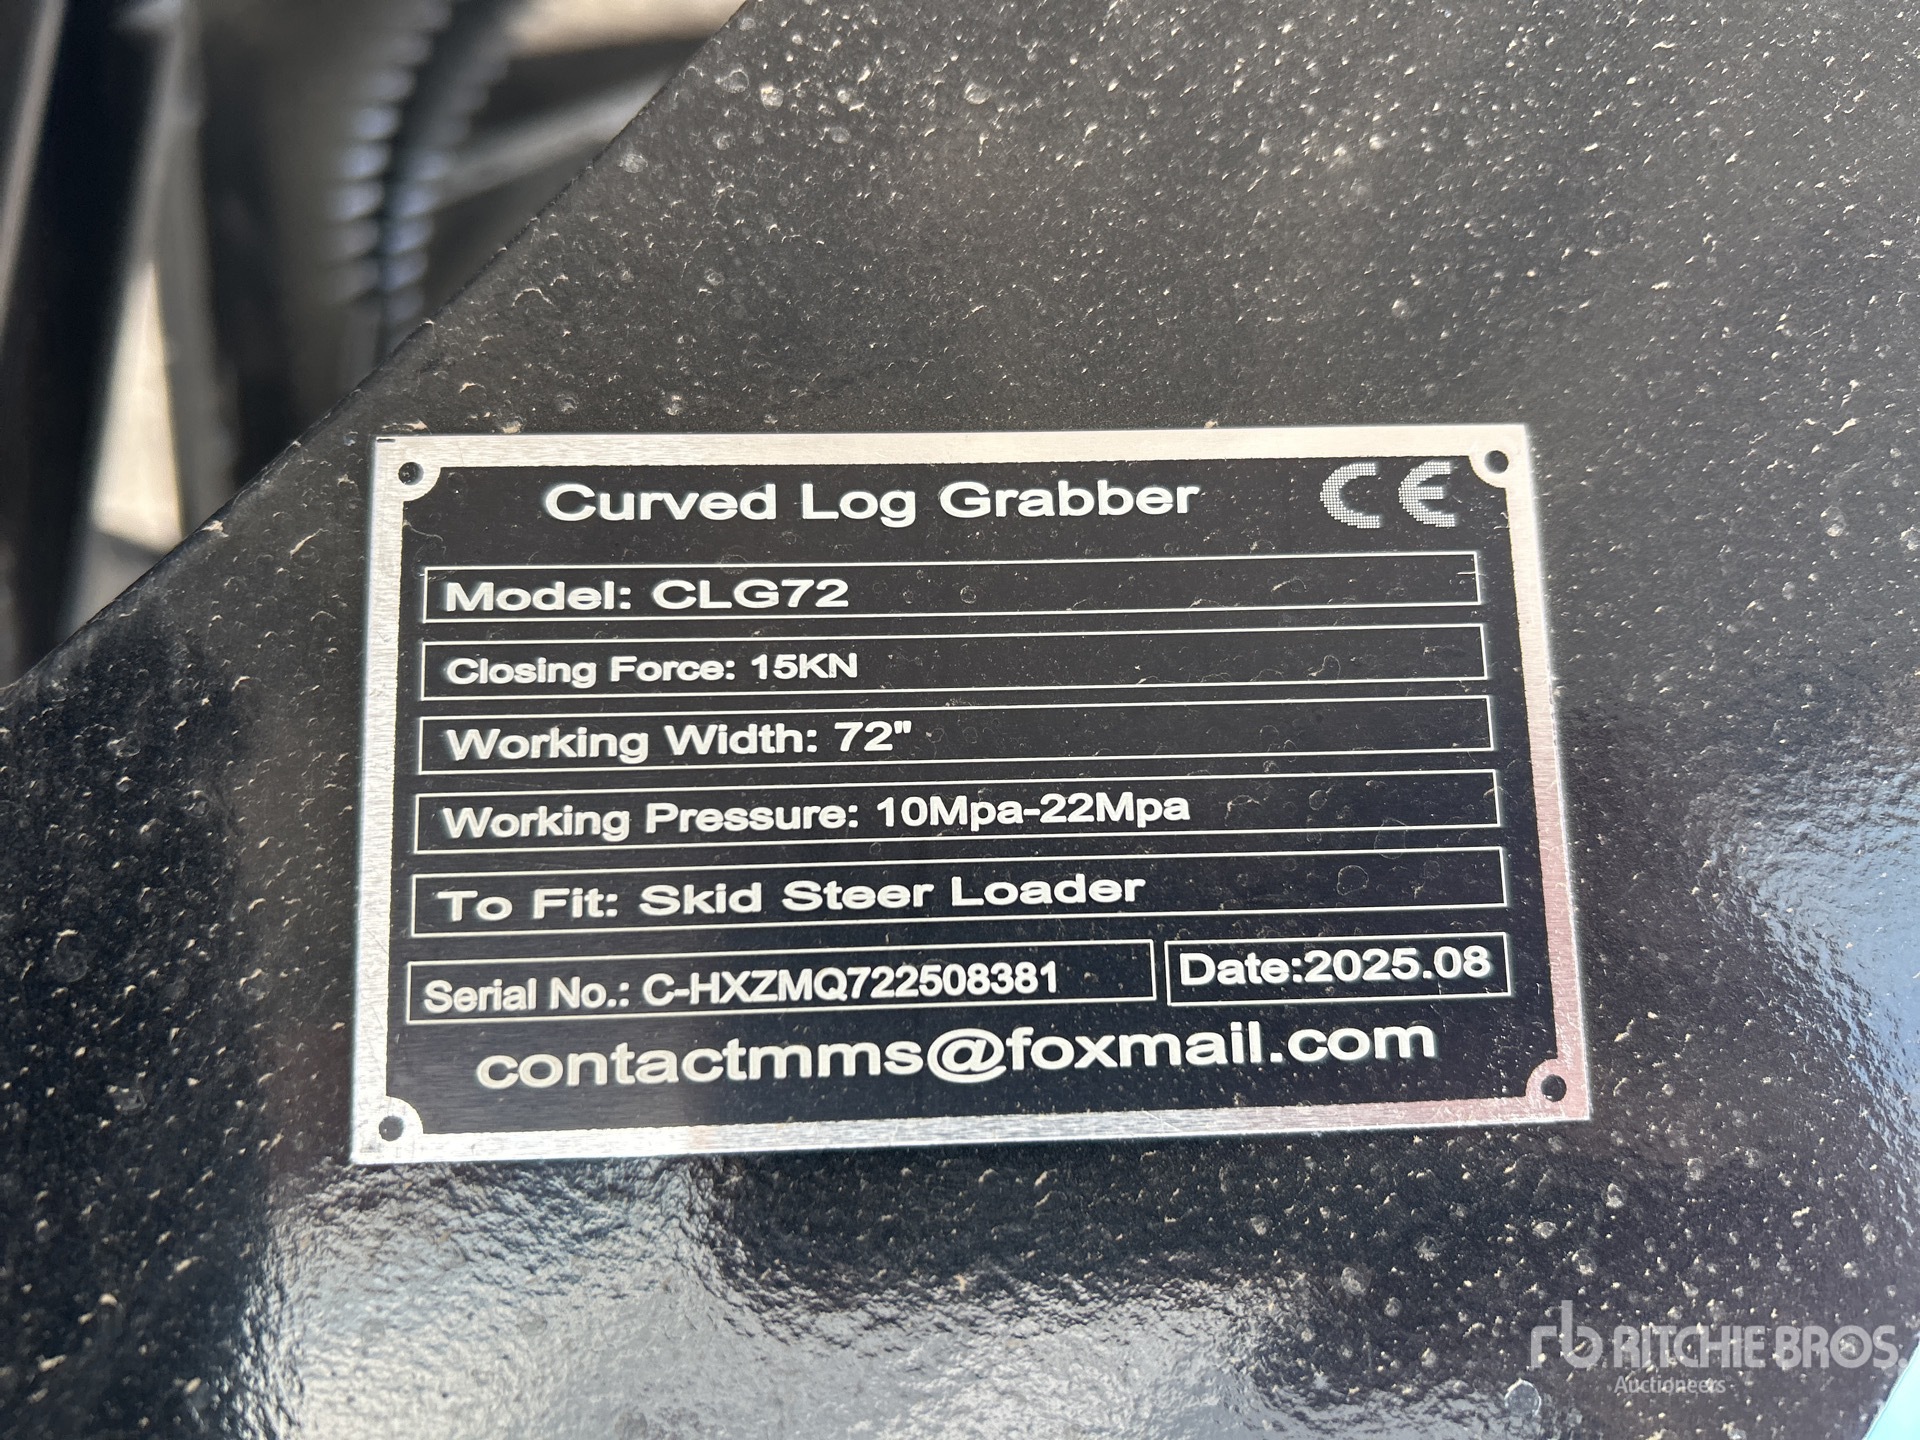 Curved Log Grabber CE
Model: CLG72
Closing Force: 15KN
Working Width: 72"
Working Pressure: 10Mpa-22Mpa
To Fit: Skid Steer Loader
Serial No.: C-HXZMQ722508381 Date:2025.08
contactmms@foxmail.com
rb RITCHIE BROS.
Auctioneers